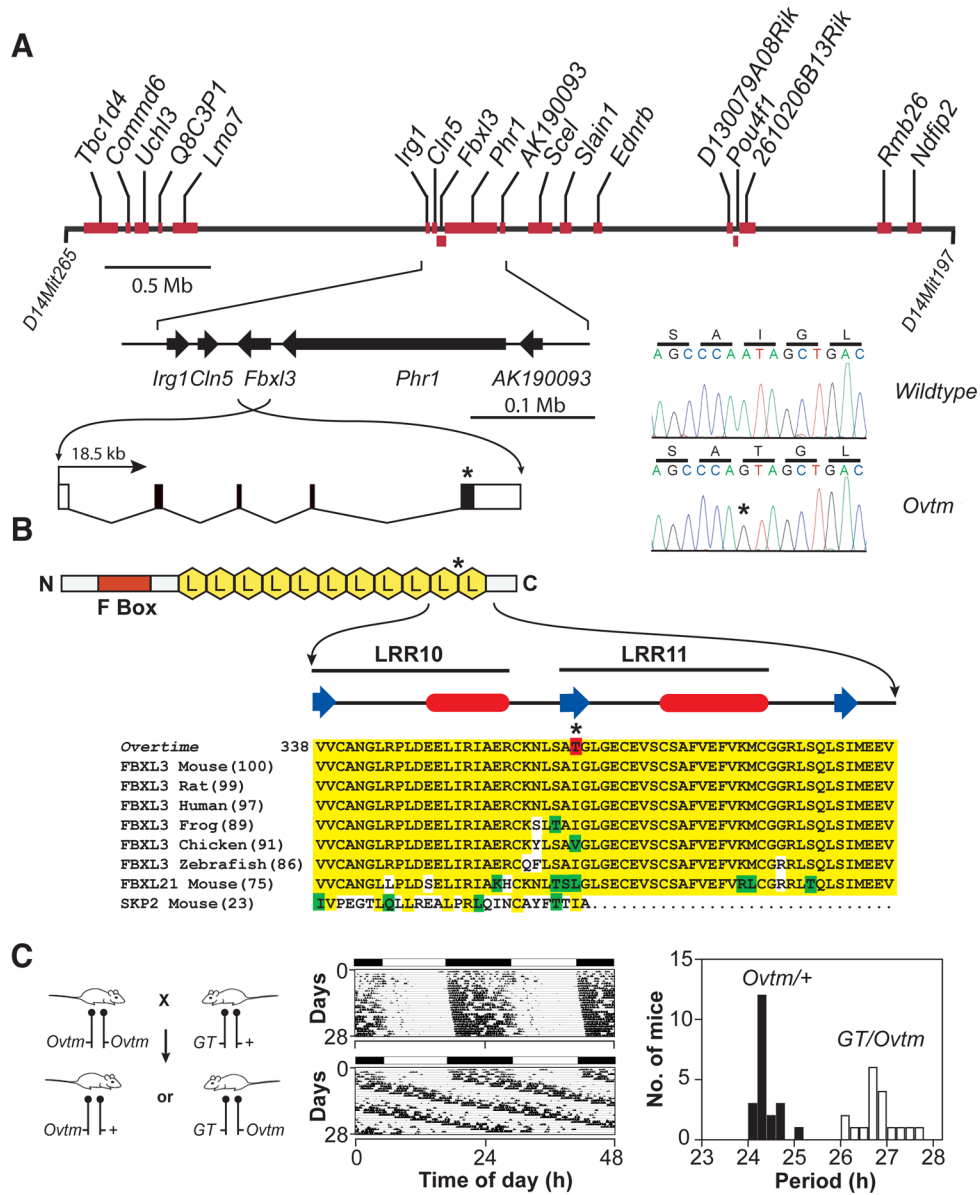 A
Tbc1d4
Commd6
Uchl3
Q8C3P1
Lmo7
Irg1
Cln5
Fbxl3
Phr1
AK190093
Scel
Slain1
Ednrb
D130079A08Rik
Pou4f1
2610206B13Rik
Rmb26
Ndfip2
D14Mit265
0.5 Mb
D14Mit197
Irg1 Cln5 Fbxl3 Phr1 AK190093
0.1 Mb
18.5 kb
*
S A I G L
AGCCCAATAGCTGAC
Wildtype
S A T G L
AGCCCAGTAGCTGAC
*
Ovtm
B
*
N L L L L L L L L L L L C
F Box
LRR10 LRR11
*
Overtime 338 VVCANGLRPLDEELIRIAERCKNLSATGLGECEVSCSAFVEFVKMCGGRLSQLSIMEEV
FBXL3 Mouse(100) VVCANGLRPLDEELIRIAERCKNLSAIGLGECEVSCSAFVEFVKMCGGRLSQLSIMEEV
FBXL3 Rat(99) VVCANGLRPLDEELIRIAERCKNLSAIGLGECEVSCSAFVEFVKMCGGRLSQLSIMEEV
FBXL3 Human(97) VVCANGLRPLDEELIRIAERCKNLSAIGLGECEVSCSAFVEFVKMCGGRLSQLSIMEEV
FBXL3 Frog(89) VVCANGLRPLDEELIRIAERCKSLTAIGLGECEVSCSAFVEFVKMCGGRLSQLSIMEEV
FBXL3 Chicken(91) VVCANGLRPLDEELIRIAERCKYLSAVGLGECEVSCSAFVEFVKMCGGRLSQLSIMEEV
FBXL3 Zebrafish(86) VVCANGLRPLDEELIRIAERCQFLSAIGLGECEVSCSAFVEFVKMCGRRLSQLSIMEEV
FBXL21 Mouse(75) VVCANGLLPLDSELIRIAKHCKNLTSLGLSECEVSCSAFVEFVRLCGRRLTQLSIMEEV
SKP2 Mouse(23) IVPEGTLQLLREALPRLQINCAYFTTIA...............................
C
x
Ovtm Ovtm GT +
or
Ovtm + GT Ovtm
Days
0
28
Days
0
28
0 24 48
Time of day (h)
No. of mice
15
10
5
0
Ovtm/+
GT/Ovtm
23 24 25 26 27 28
Period (h)